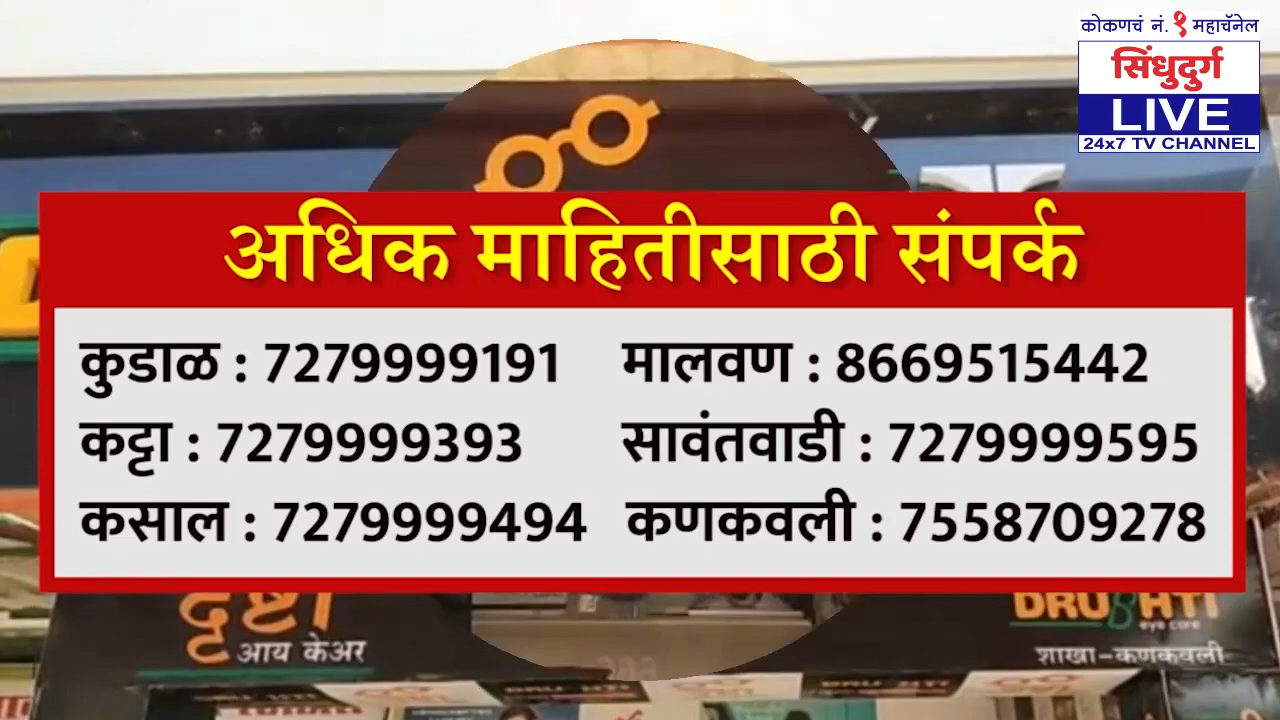 कोकणचं नं. १ महाचॅनेल
सिंधुदुर्ग
LIVE
24x7 TV CHANNEL
अधिक माहितीसाठी संपर्क
कुडाळ : 7279999191
मालवण : 8669515442
कट्टा : 7279999393
सावंतवाडी : 7279999595
कसाल : 7279999494
कणकवली : 7558709278
दृष्टी
आय केअर
DRUSHTI
eye care
शाखा-कणकवली